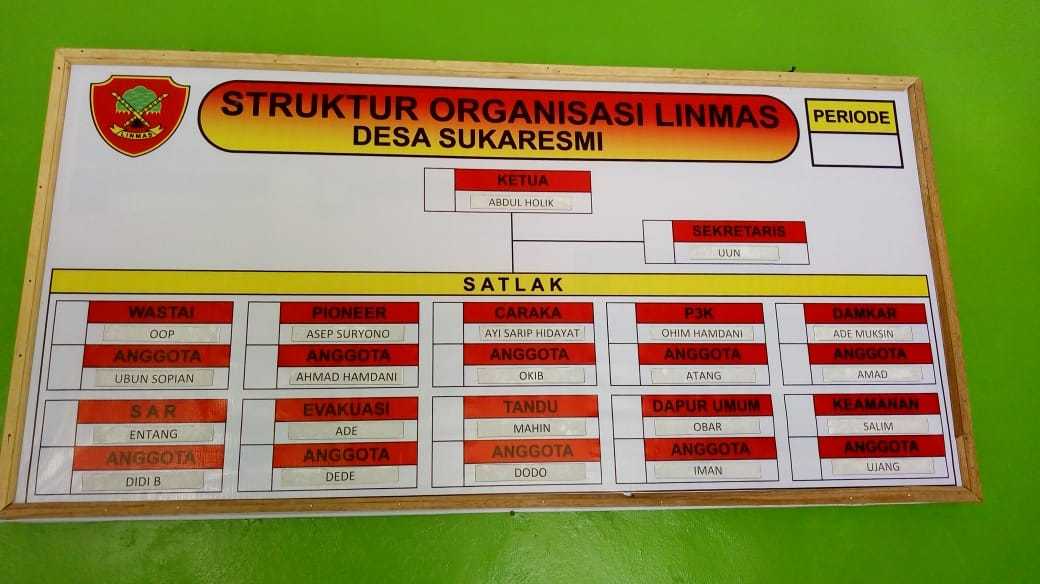 LINMAS
STRUKTUR ORGANISASI LINMAS
DESA SUKARESMI
PERIODE
KETUA
ABDUL HOLIK
SEKRETARIS
UUN
SATLAK
WASTAI
OOP
ANGGOTA
UBUN SOPIAN
PIONEER
ASEP SURYONO
ANGGOTA
AHMAD HAMDANI
CARAKA
AYI SARIP HIDAYAT
ANGGOTA
OKIB
P3K
OHIM HAMDANI
ANGGOTA
ATANG
DAMKAR
ADE MUKSIN
ANGGOTA
AMAD
SAR
ENTANG
ANGGOTA
DIDI B
EVAKUASI
ADE
ANGGOTA
DEDE
TANDU
MAHIN
ANGGOTA
DODO
DAPUR UMUM
OBAR
ANGGOTA
IMAN
KEAMANAN
SALIM
ANGGOTA
UJANG